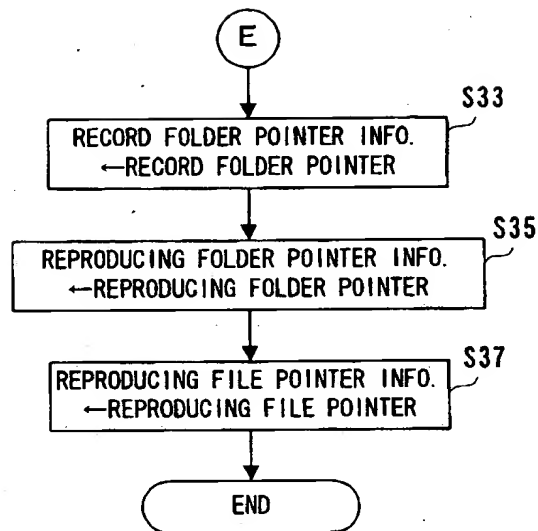 E
S33
RECORD FOLDER POINTER INFO.
←RECORD FOLDER POINTER
S35
REPRODUCING FOLDER POINTER INFO.
←REPRODUCING FOLDER POINTER
S37
REPRODUCING FILE POINTER INFO.
←REPRODUCING FILE POINTER
END